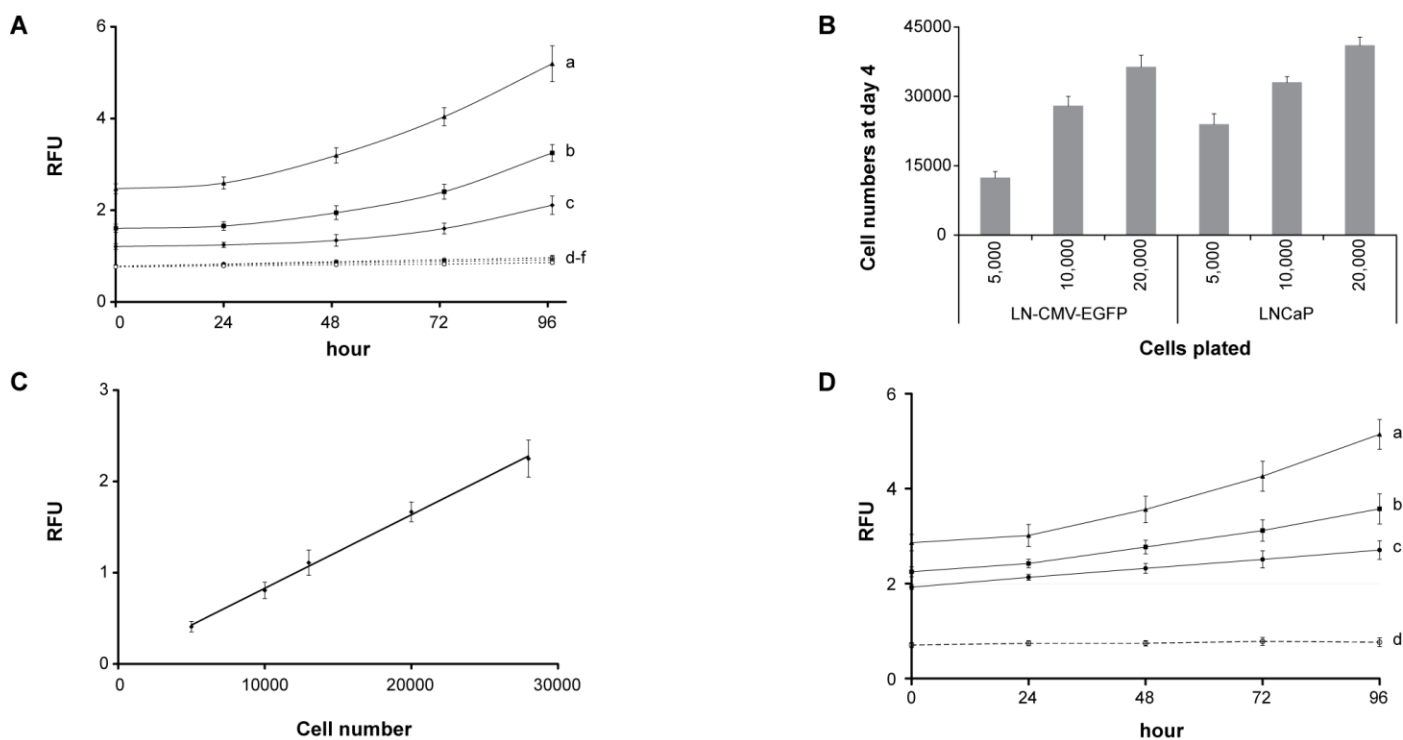 A
6
4
2
0
RFU
a
b
c
d-f
0 24 48 72 96
hour
B
45000
30000
15000
0
Cell numbers at day 4
5,000 10,000 20,000 5,000 10,000 20,000
LN-CMV-EGFP LNCaP
Cells plated
C
3
2
1
0
RFU
0 10000 20000 30000
Cell number
D
6
4
2
0
RFU
a
b
c
d
0 24 48 72 96
hour